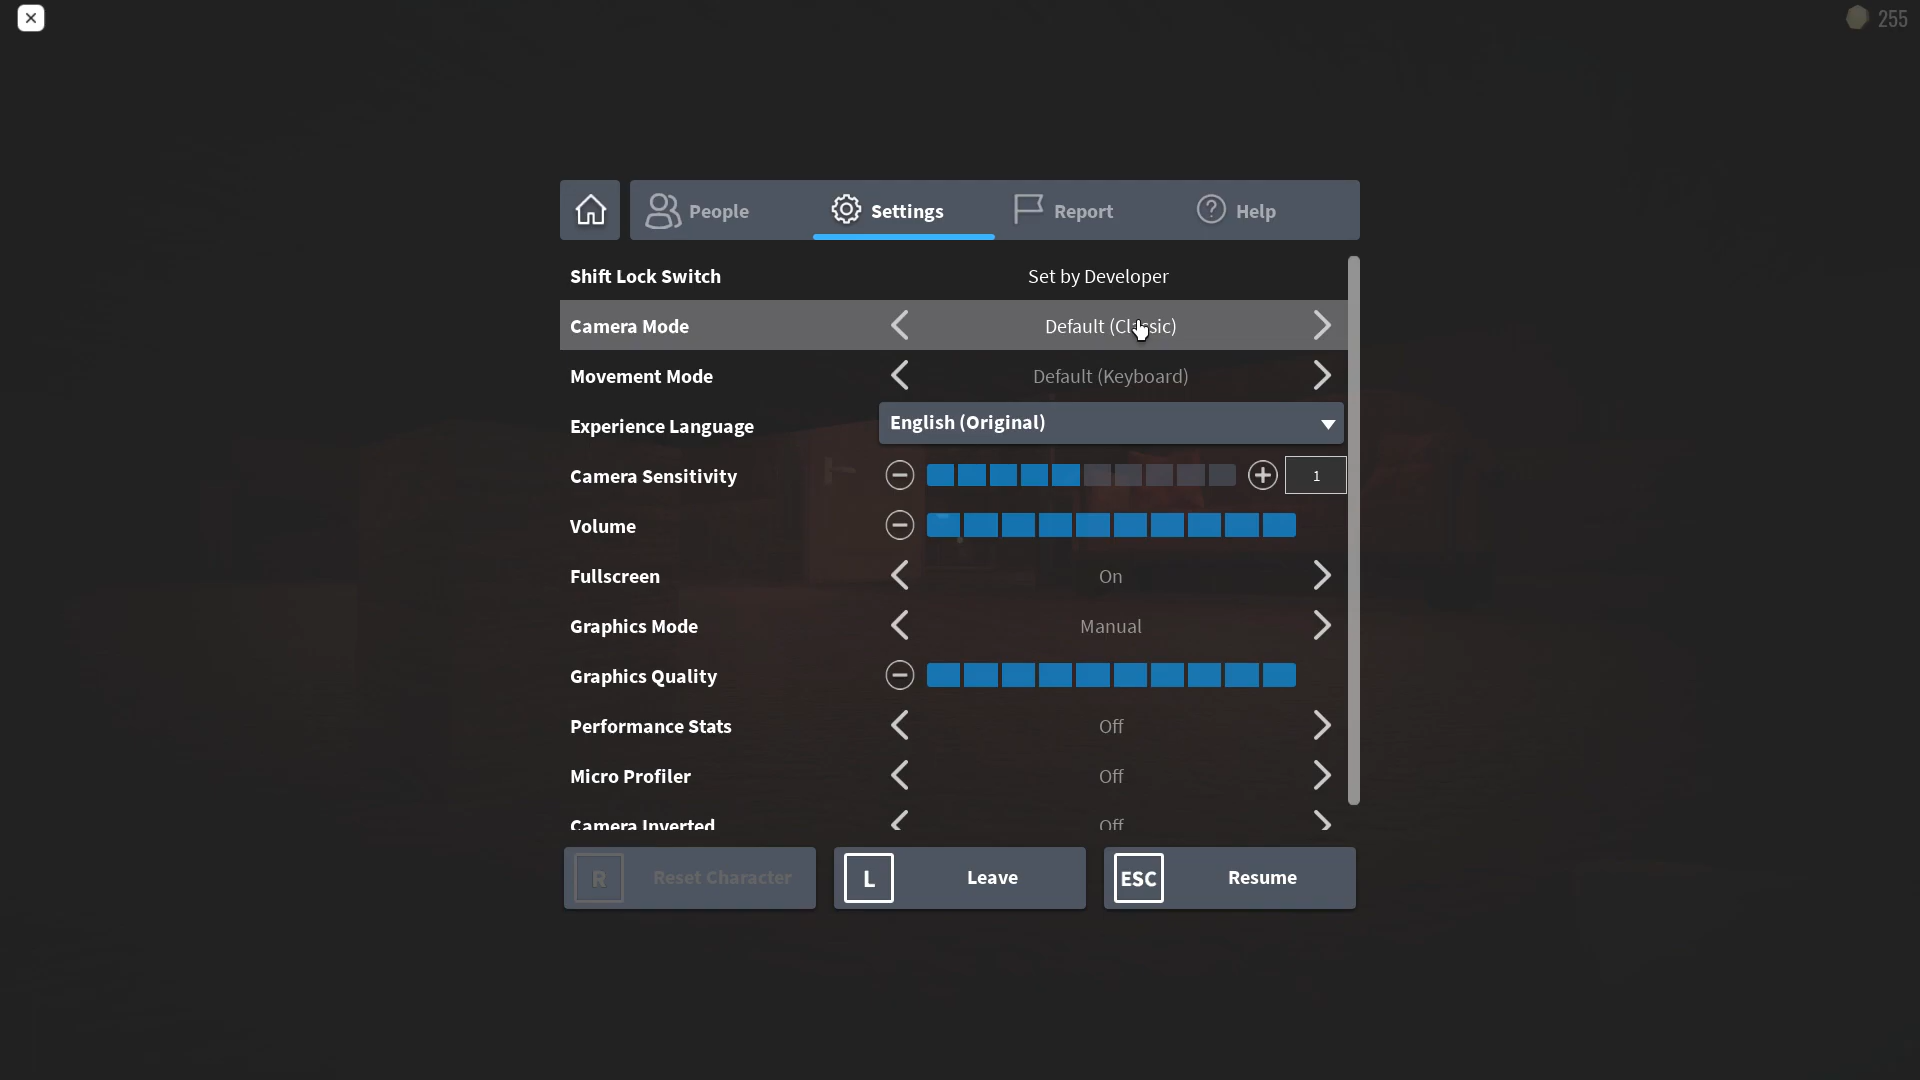 255
People
Settings
Report
Help
Shift Lock Switch
Set by Developer
Camera Mode
Default (Classic)
Movement Mode
Default (Keyboard)
Experience Language
English (Original)
Camera Sensitivity
1
Volume
Fullscreen
On
Graphics Mode
Manual
Graphics Quality
Performance Stats
Off
Micro Profiler
Off
Camera Inverted
Off
R
Reset Character
L
Leave
ESC
Resume